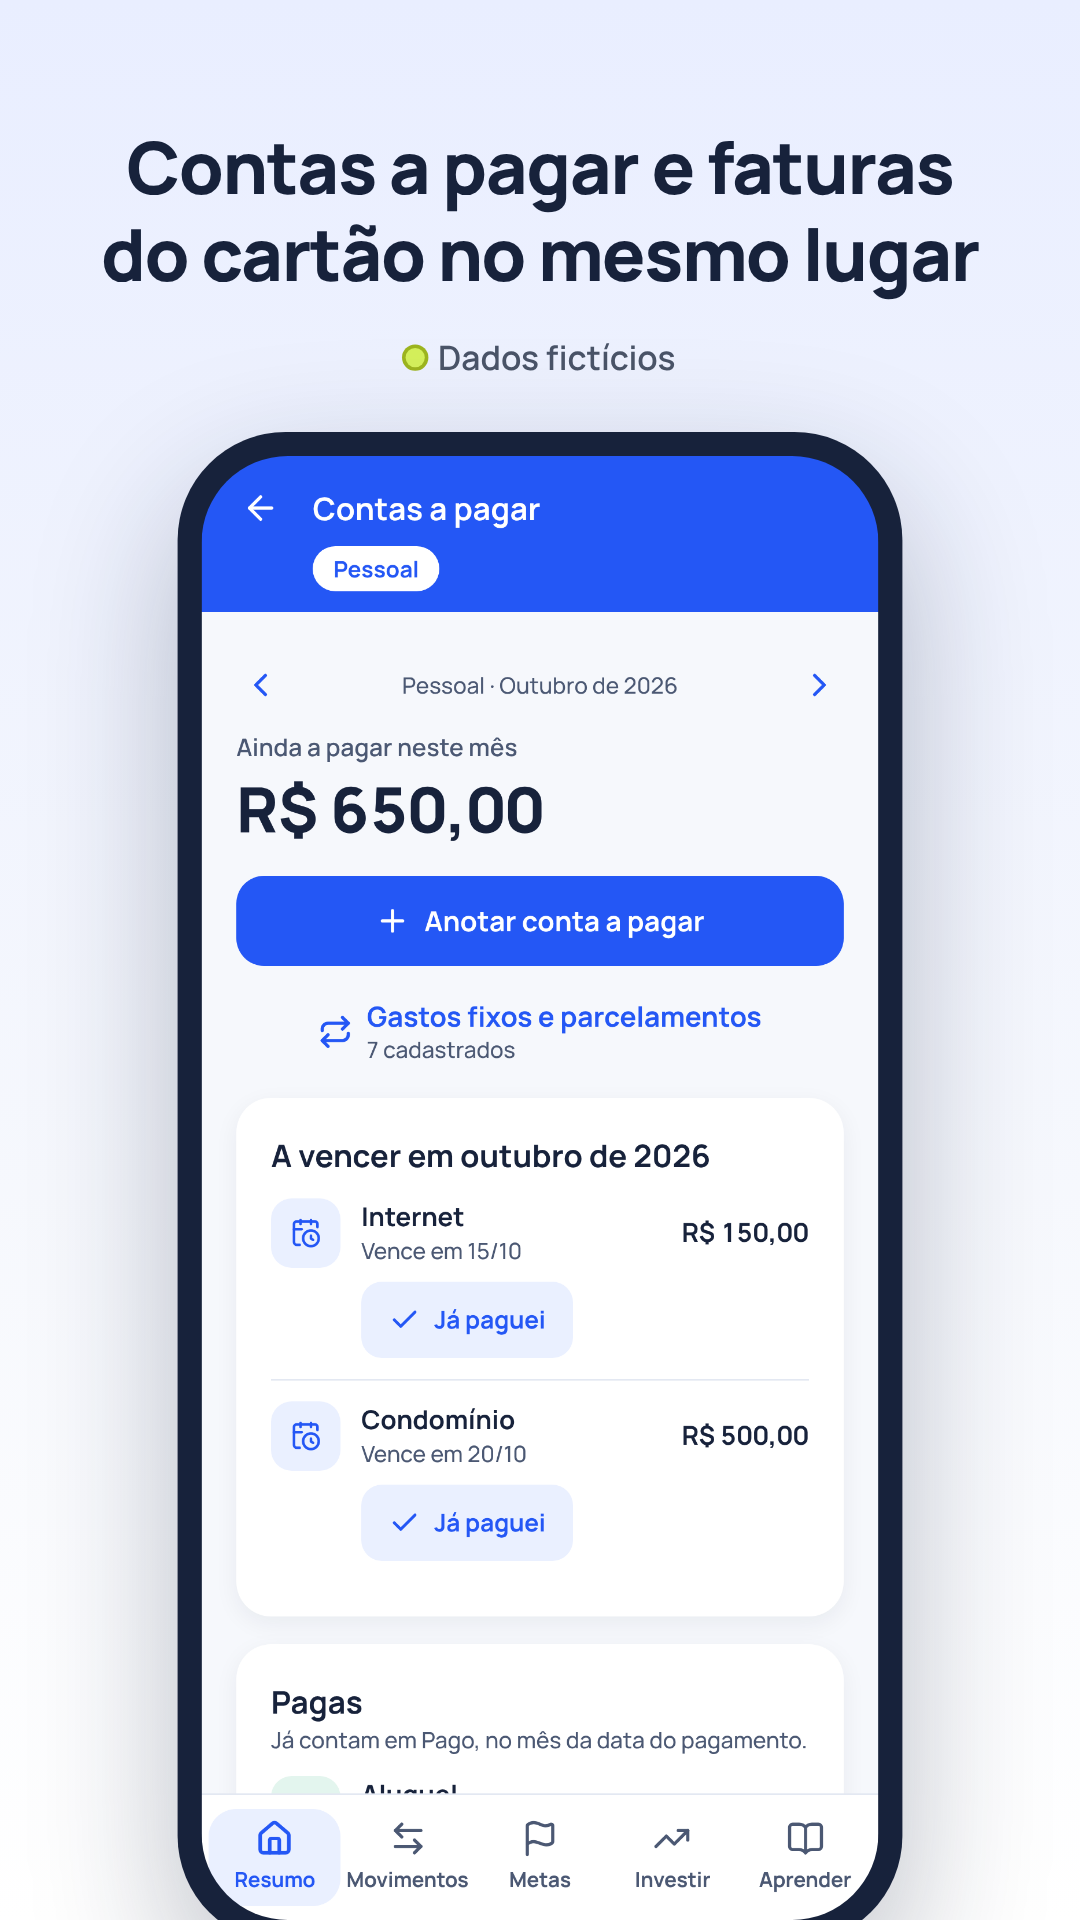 Contas a pagar e faturas
do cartão no mesmo lugar
Dados fictícios
Contas a pagar
Pessoal
Pessoal · Outubro de 2026
Ainda a pagar neste mês
R$ 650,00
Anotar conta a pagar
Gastos fixos e parcelamentos
7 cadastrados
A vencer em outubro de 2026
Internet
R$ 150,00
Vence em 15/10
Já paguei
Condomínio
R$ 500,00
Vence em 20/10
Já paguei
Pagas
Já contam em Pago, no mês da data do pagamento.
Aluguel
Resumo
Movimentos
Metas
Investir
Aprender